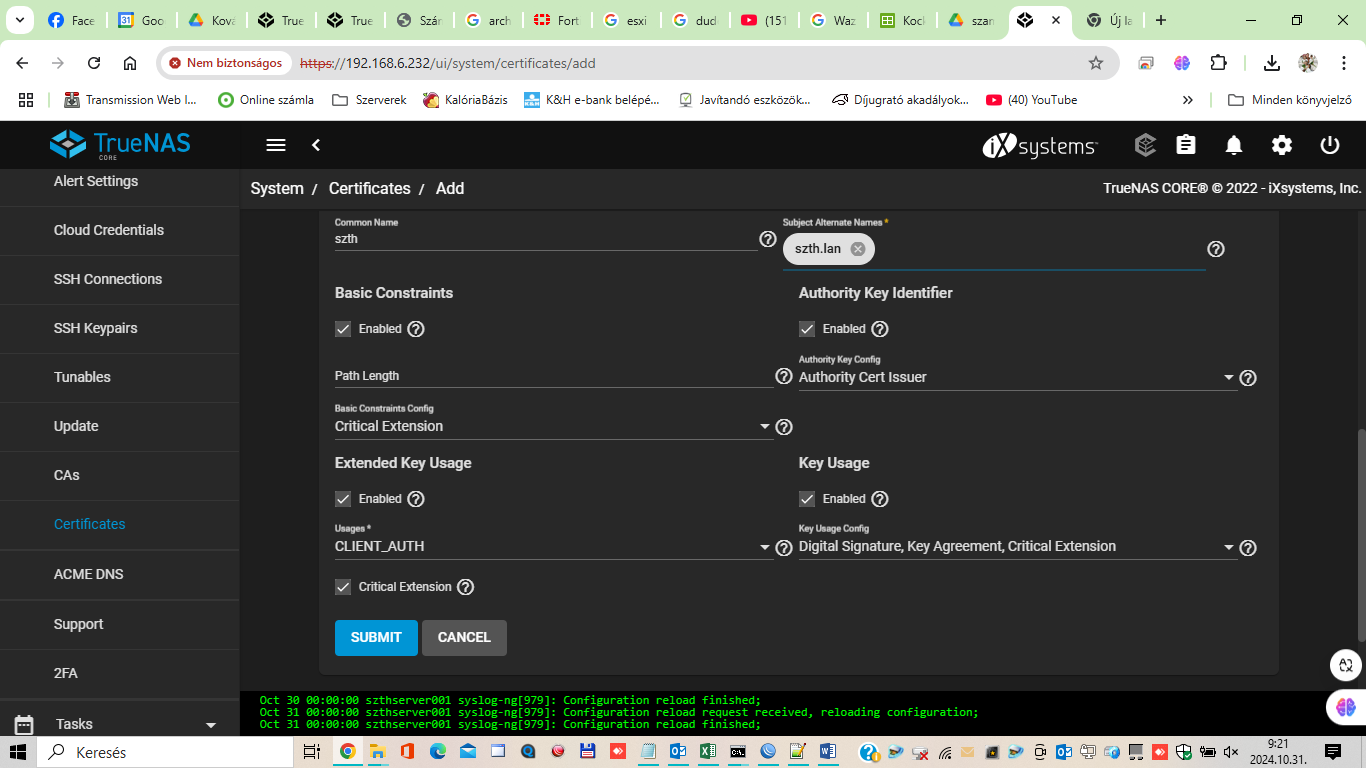 Face
Goo
Ková
True
True
Szár
arch
Fort
esxi
dud
(151
Waz
Kocl
szan
Új la
Nem biztonságos
https://192.168.6.232/ui/system/certificates/add
Transmission Web I...
Online számla
Szerverek
KalóriaBázis
K&H e-bank belépé...
Javítandó eszközök...
Díjugrató akadályok...
(40) YouTube
Minden könyvjelző
TrueNAS
CORE
iXsystems
System / Certificates / Add
TrueNAS CORE® © 2022 - iXsystems, Inc.
Alert Settings
Cloud Credentials
SSH Connections
SSH Keypairs
Tunables
Update
CAs
Certificates
ACME DNS
Support
2FA
Tasks
Common Name
szth
Subject Alternate Names *
szth.lan
Basic Constraints
Enabled
Authority Key Identifier
Enabled
Path Length
Authority Key Config
Authority Cert Issuer
Basic Constraints Config
Critical Extension
Extended Key Usage
Enabled
Key Usage
Enabled
Usages *
CLIENT_AUTH
Key Usage Config
Digital Signature, Key Agreement, Critical Extension
Critical Extension
SUBMIT
CANCEL
Oct 30 00:00:00 szthserver001 syslog-ng[979]: Configuration reload finished;
Oct 31 00:00:00 szthserver001 syslog-ng[979]: Configuration reload request received, reloading configuration;
Oct 31 00:00:00 szthserver001 syslog-ng[979]: Configuration reload finished;
Keresés
9:21
2024.10.31.